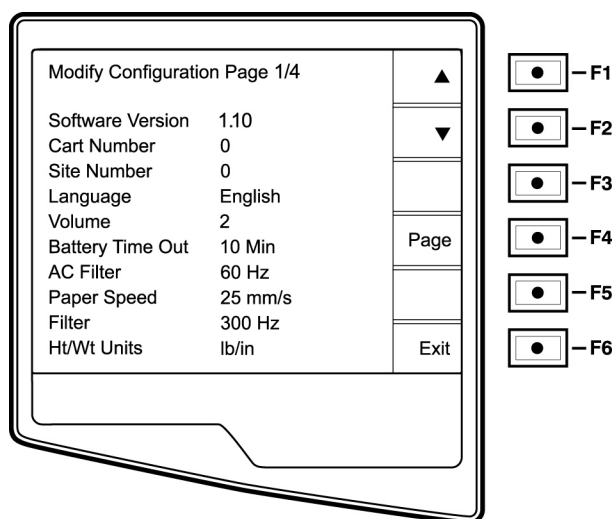 Modify Configuration Page 1/4
▲
F1
Software Version 1.10
▼
F2
Cart Number 0
Site Number 0
F3
Language English
Volume 2
Page
F4
Battery Time Out 10 Min
AC Filter 60 Hz
Paper Speed 25 mm/s
F5
Filter 300 Hz
Ht/Wt Units lb/in
Exit
F6